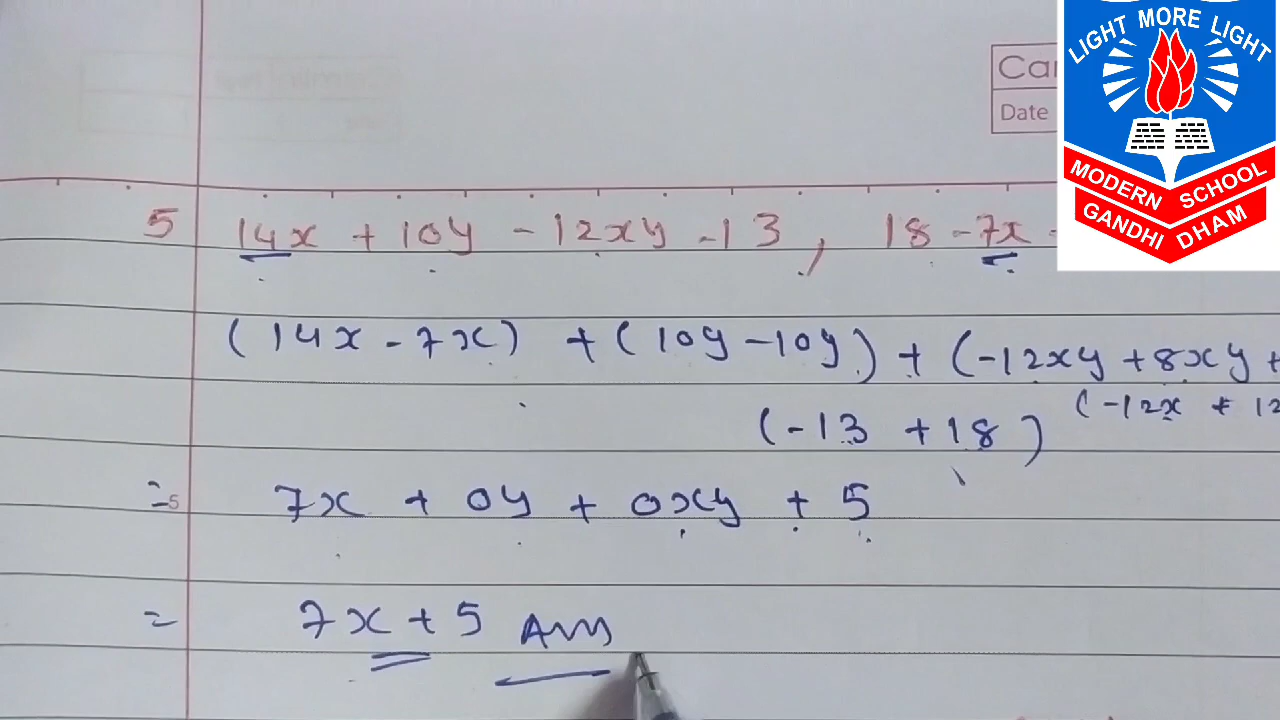 LIGHT MORE LIGHT
MODERN SCHOOL
GANDHI DHAM
Date
5 14x + 10y - 12xy - 13, 18 - 7x -
(14x - 7x) + (10y - 10y) + (-12xy + 8xy +
(-13 + 18) (-12x + 12
= 7x + 0y + 0xy + 5
= 7x + 5 Ans